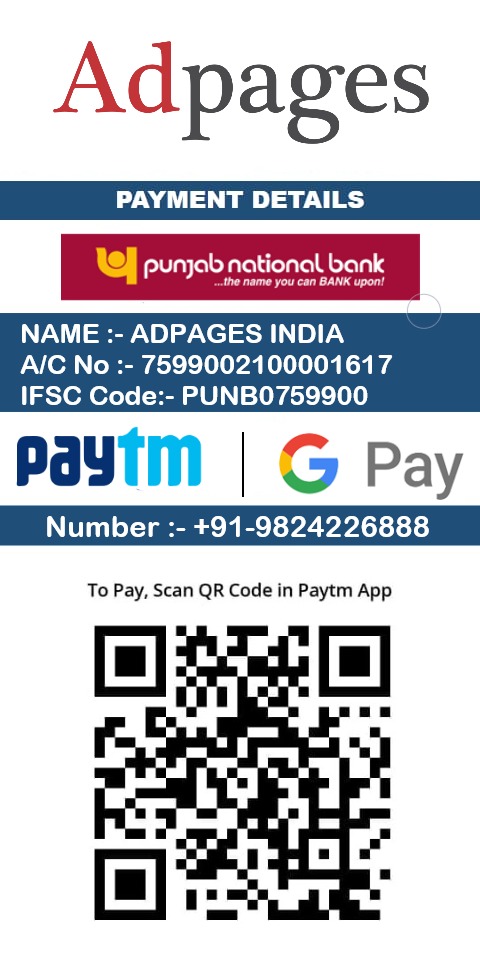 Adpages
PAYMENT DETAILS
punjab national bank
...the name you can BANK upon!
NAME :- ADPAGES INDIA
A/C No :- 7599002100001617
IFSC Code:- PUNB0759900
paytm | G Pay
Number :- +91-9824226888
To Pay, Scan QR Code in Paytm App